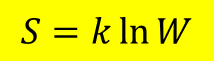 S = k ln W